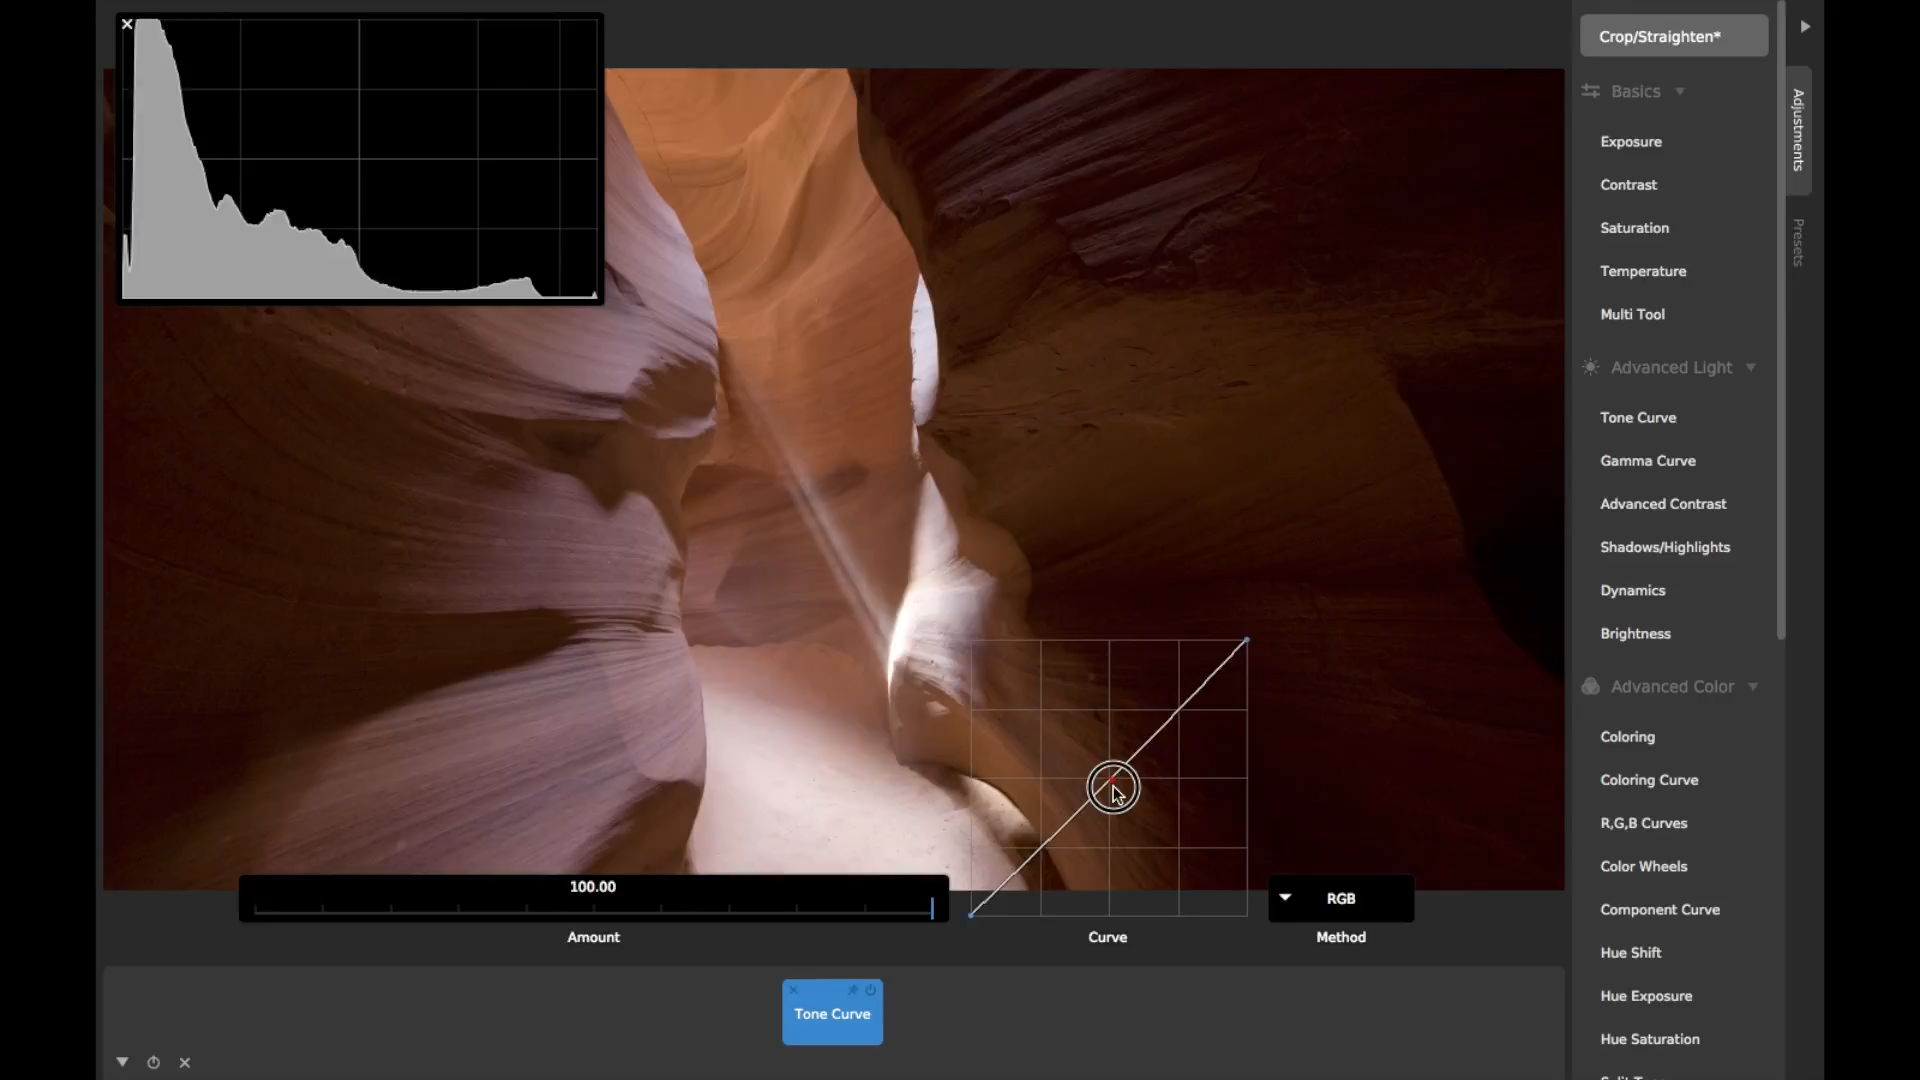 Crop/Straighten*
Basics
Exposure
Contrast
Saturation
Temperature
Multi Tool
Advanced Light
Tone Curve
Gamma Curve
Advanced Contrast
Shadows/Highlights
Dynamics
Brightness
Advanced Color
Coloring
Coloring Curve
R,G,B Curves
Color Wheels
Component Curve
Hue Shift
Hue Exposure
Hue Saturation
Adjustments
Presets
100.00
Amount
Curve
RGB
Method
Tone Curve